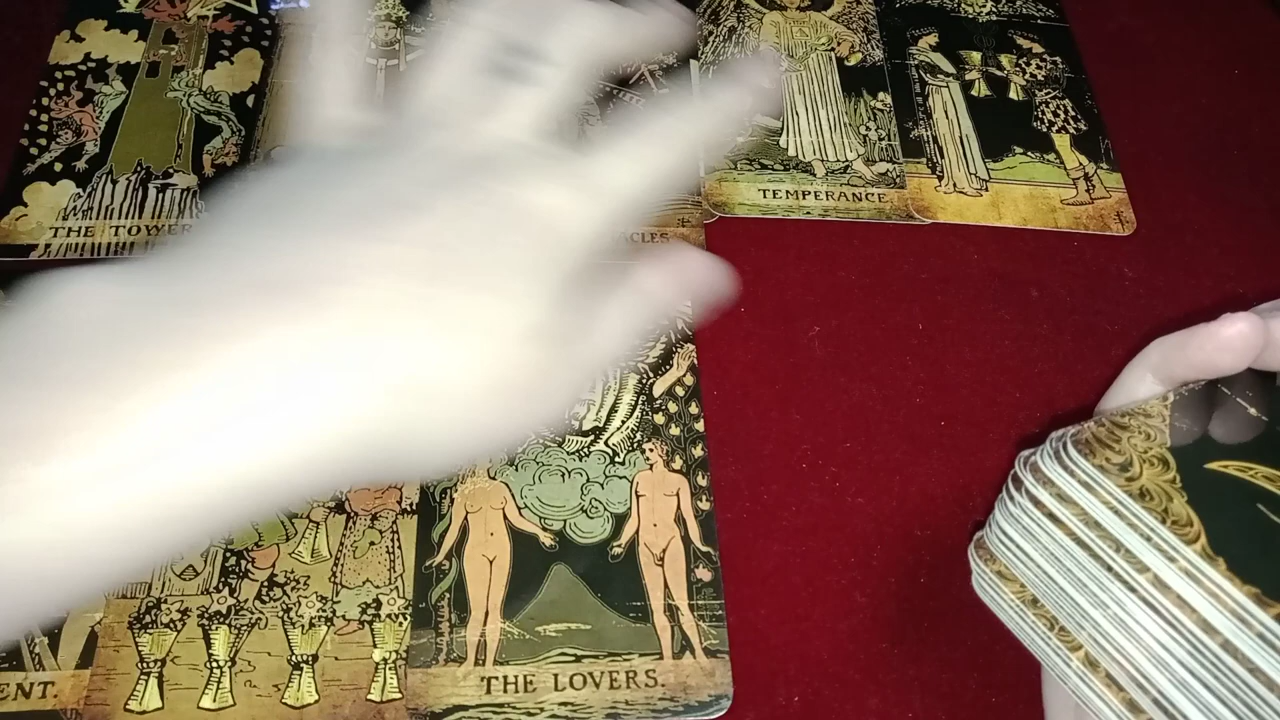 THE TOWER
ACLES
TEMPERANCE.
ENT.
THE LOVERS.